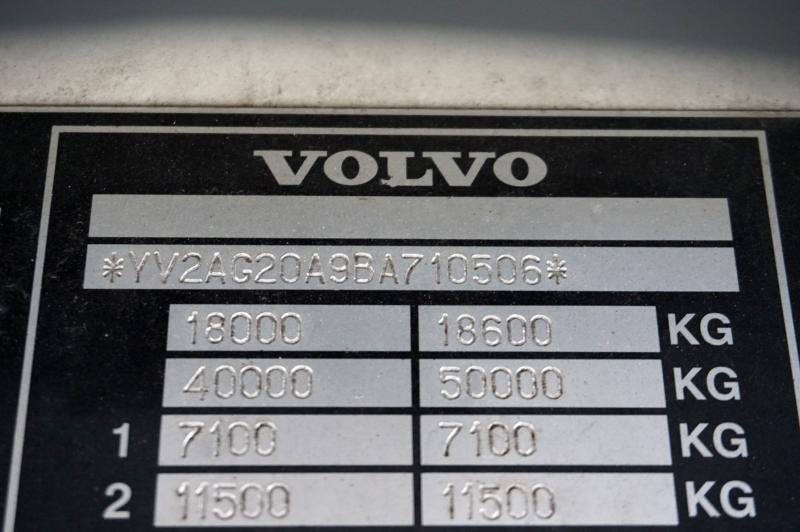 VOLVO
*YV2AG20A9BA710506*
18000 18600 KG
40000 50000 KG
1 7100 7100 KG
2 11500 11500 KG